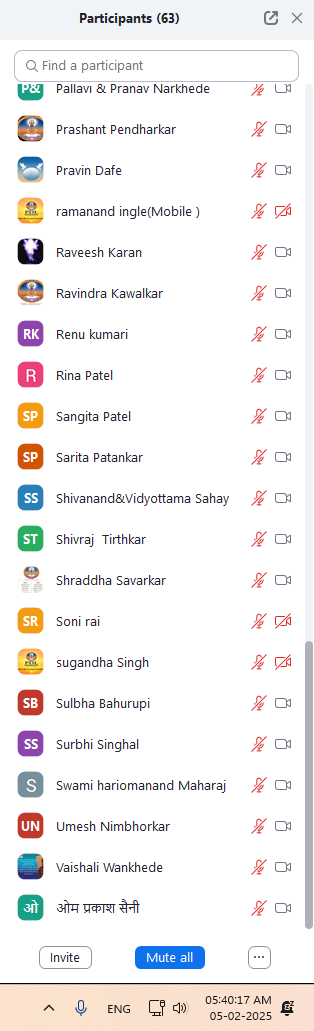 Participants (63)
Find a participant
P& Pallavi & Pranav Narkhede
Prashant Pendharkar
Pravin Dafe
PDL ramanand ingle(Mobile )
Raveesh Karan
Ravindra Kawalkar
RK Renu kumari
R Rina Patel
SP Sangita Patel
SP Sarita Patankar
SS Shivanand&Vidyottama Sahay
ST Shivraj Tirthkar
Shraddha Savarkar
SR Soni rai
PDL sugandha Singh
SB Sulbha Bahurupi
SS Surbhi Singhal
S Swami hariomanand Maharaj
UN Umesh Nimbhorkar
Vaishali Wankhede
ओ ओम प्रकाश सैनी
Invite Mute all ...
ENG 05:40:17 AM
05-02-2025